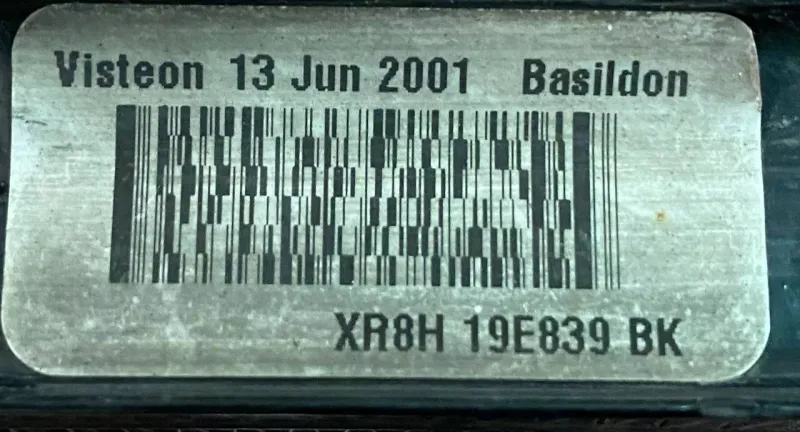 Visteon 13 Jun 2001 Basildon
XR8H 19E839 BK